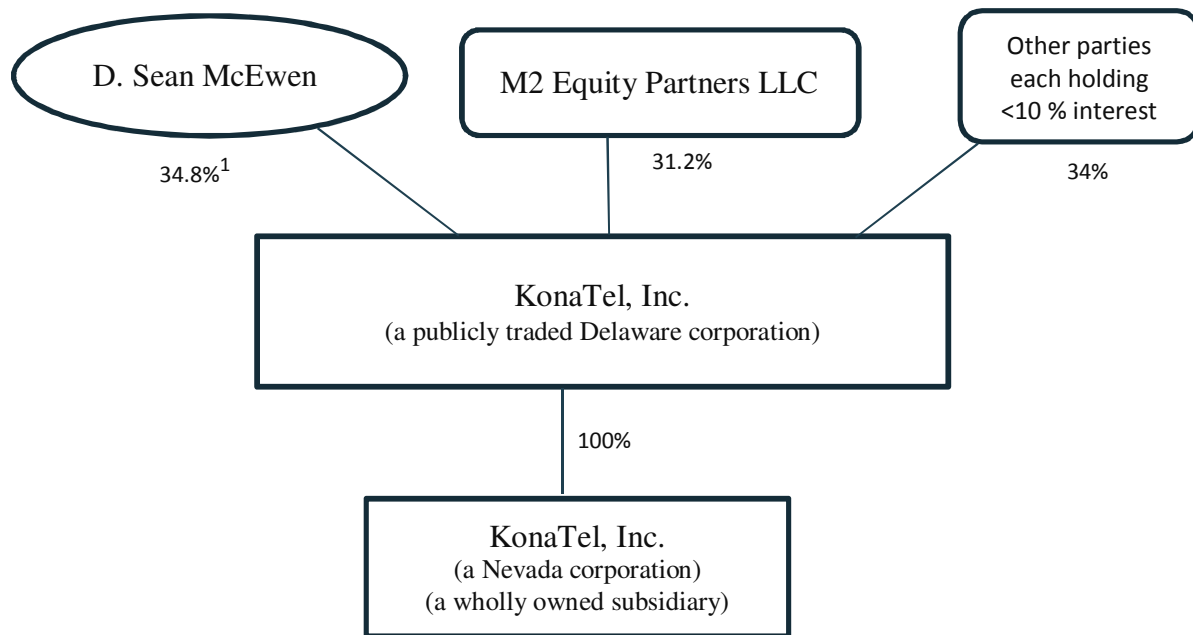 D. Sean McEwen
M2 Equity Partners LLC
Other parties
each holding
<10 % interest
34.8%1
31.2%
34%
KonaTel, Inc.
(a publicly traded Delaware corporation)
100%
KonaTel, Inc.
(a Nevada corporation)
(a wholly owned subsidiary)